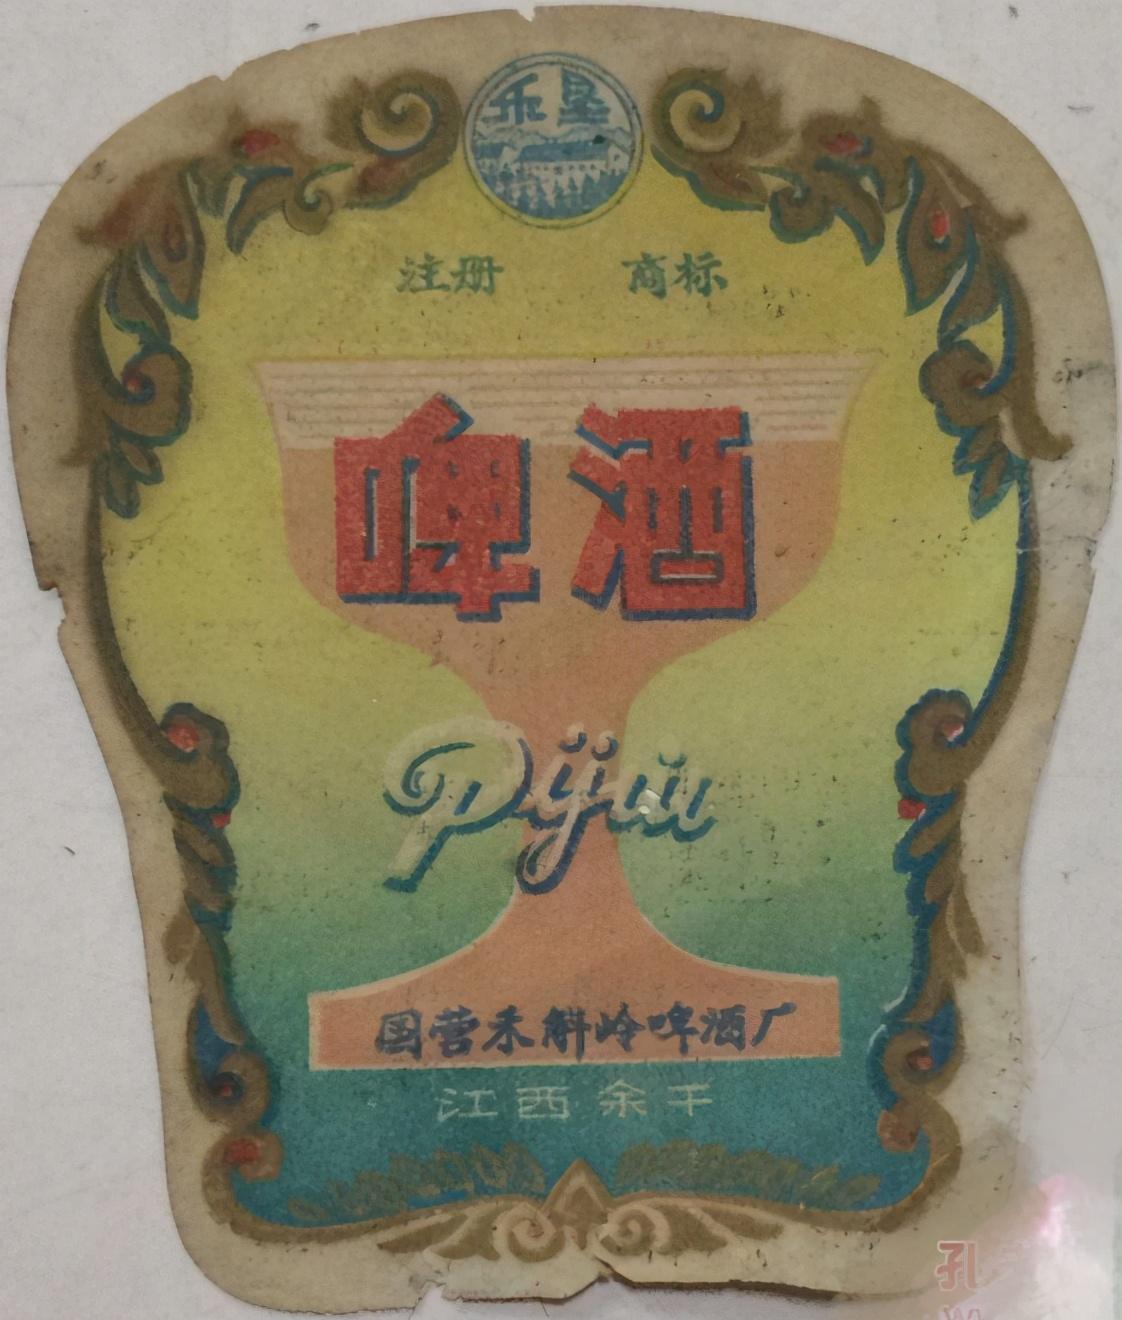 乐垦
注册 商标
啤酒
Pijiu
国营禾斛岭啤酒厂
江西余干
孔